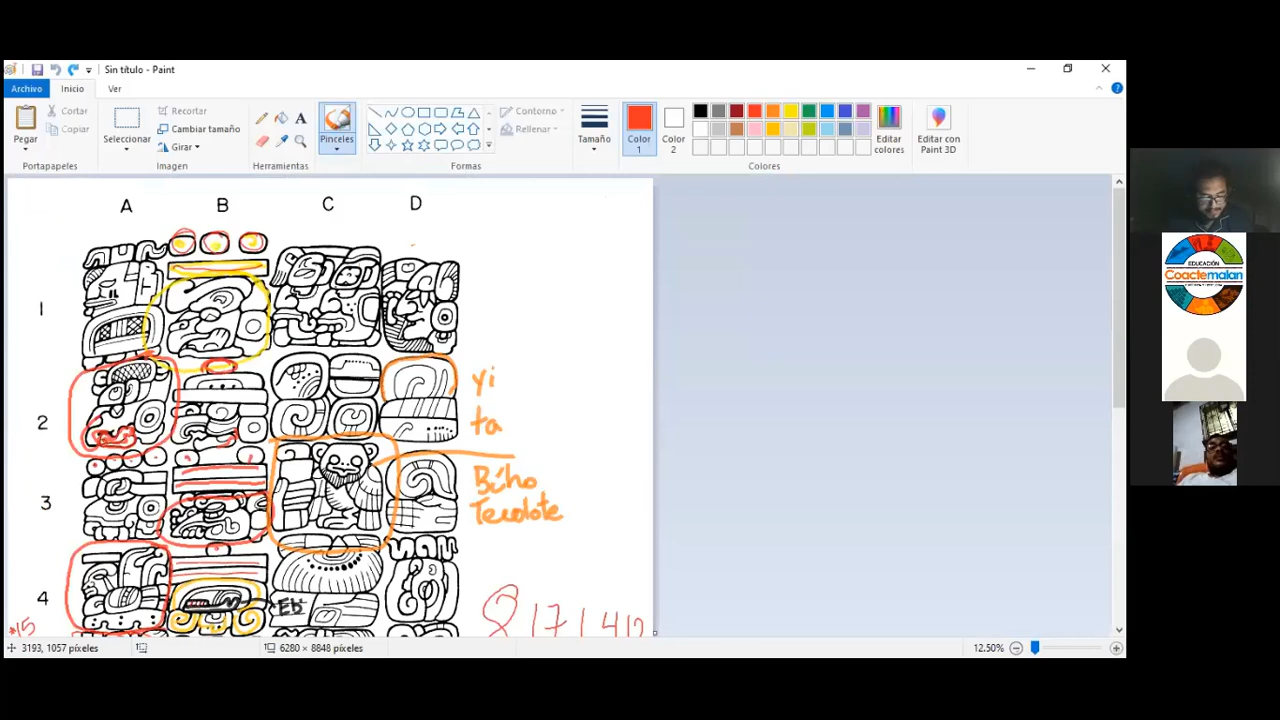 Sin título - Paint
Archivo
Inicio
Ver
Pegar
Cortar
Copiar
Portapapeles
Seleccionar
Recortar
Cambiar tamaño
Girar
Imagen
A
Herramientas
Pinceles
Contorno
Rellenar
Formas
Tamaño
Color 1
Color 2
Editar colores
Editar con Paint 3D
Colores
A B C D
1
2
yi
ta
3
Búho
Tecolote
4
Eb
EDUCACIÓN
Coactemalan
3193, 1057 píxeles
6280 × 8848 píxeles
12.50%